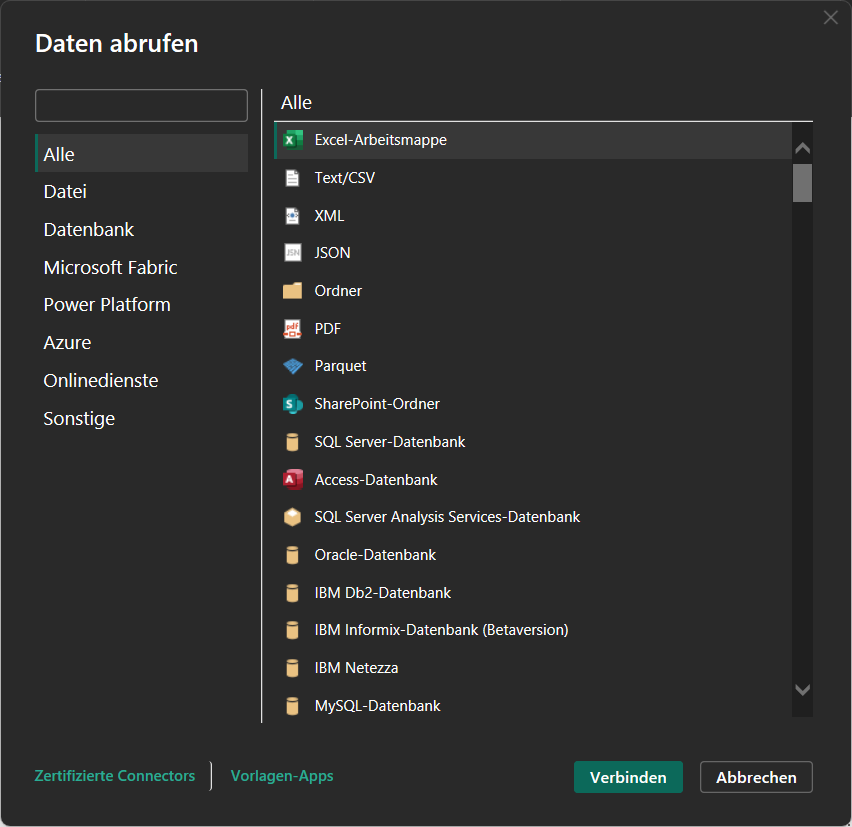 Daten abrufen
Alle
Datei
Datenbank
Microsoft Fabric
Power Platform
Azure
Onlinedienste
Sonstige
Alle
Excel-Arbeitsmappe
Text/CSV
XML
JSON
Ordner
PDF
Parquet
SharePoint-Ordner
SQL Server-Datenbank
Access-Datenbank
SQL Server Analysis Services-Datenbank
Oracle-Datenbank
IBM Db2-Datenbank
IBM Informix-Datenbank (Betaversion)
IBM Netezza
MySQL-Datenbank
Zertifizierte Connectors
Vorlagen-Apps
Verbinden
Abbrechen